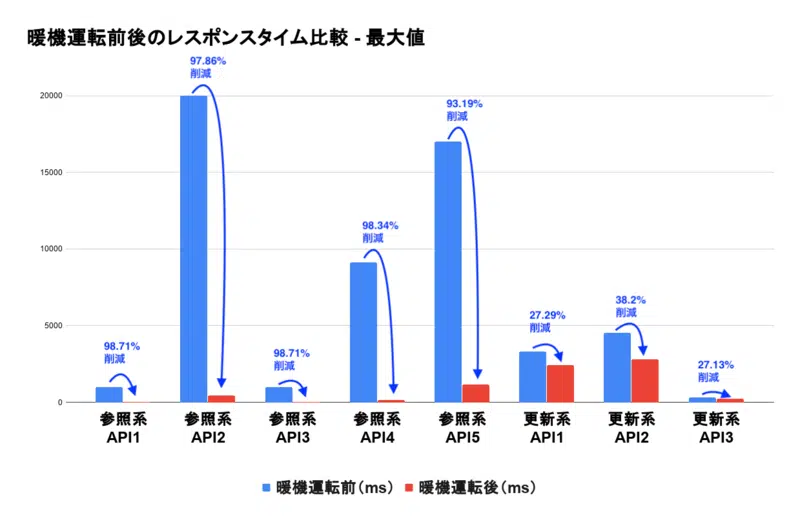 暖機運転前後のレスポンスタイム比較 - 最大値
97.86%
削減
20000
93.19%
削減
15000
98.34%
削減
10000
27.29%
削減
38.2%
削減
5000
98.71%
削減
98.71%
削減
27.13%
削減
0
参照系
API1
参照系
API2
参照系
API3
参照系
API4
参照系
API5
更新系
API1
更新系
API2
更新系
API3
暖機運転前（ms） 暖機運転後（ms）